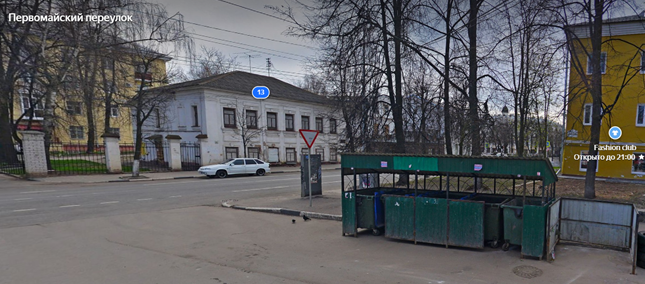 Первомайский переулок
13
Fashion club
Открыто до 21:00 ★